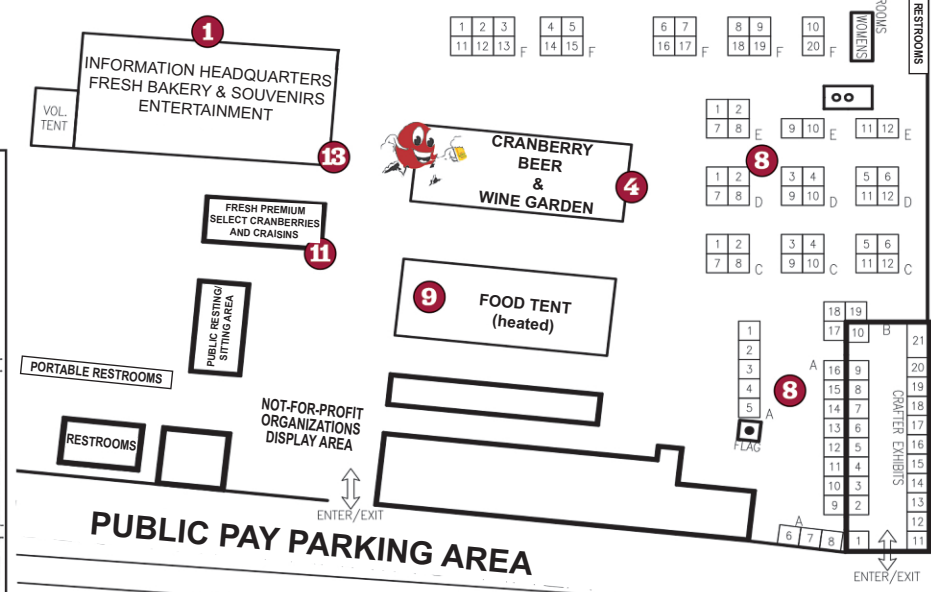 1
INFORMATION HEADQUARTERS
FRESH BAKERY & SOUVENIRS
ENTERTAINMENT
VOL.
TENT
13
1 2 3
11 12 13 F
4 5
14 15 F
6 7
16 17 F
8 9
18 19 F
10
20 F
WOMENS
ROOMS
RESTROOMS
CRANBERRY
BEER
&
WINE GARDEN
4
1 2
7 8 E
9 10 E
11 12 E
8
1 2
7 8 D
3 4
9 10 D
5 6
11 12 D
1 2
7 8 C
3 4
9 10 C
5 6
11 12 C
FRESH PREMIUM
SELECT CRANBERRIES
AND CRAISINS
11
9
FOOD TENT
(heated)
PUBLIC RESTING/
SITTING AREA
PORTABLE RESTROOMS
RESTROOMS
NOT-FOR-PROFIT
ORGANIZATIONS
DISPLAY AREA
ENTER/EXIT
PUBLIC PAY PARKING AREA
1
2
3
4
5 A
FLAG
8
18 19
17 10 B
A
16 9
15 8
14 7
13 6
12 5
11 4
10 3
9 2
1
A
6 7 8
CRAFTER EXHIBITS
21
20
19
18
17
16
15
14
13
12
11
ENTER/EXIT